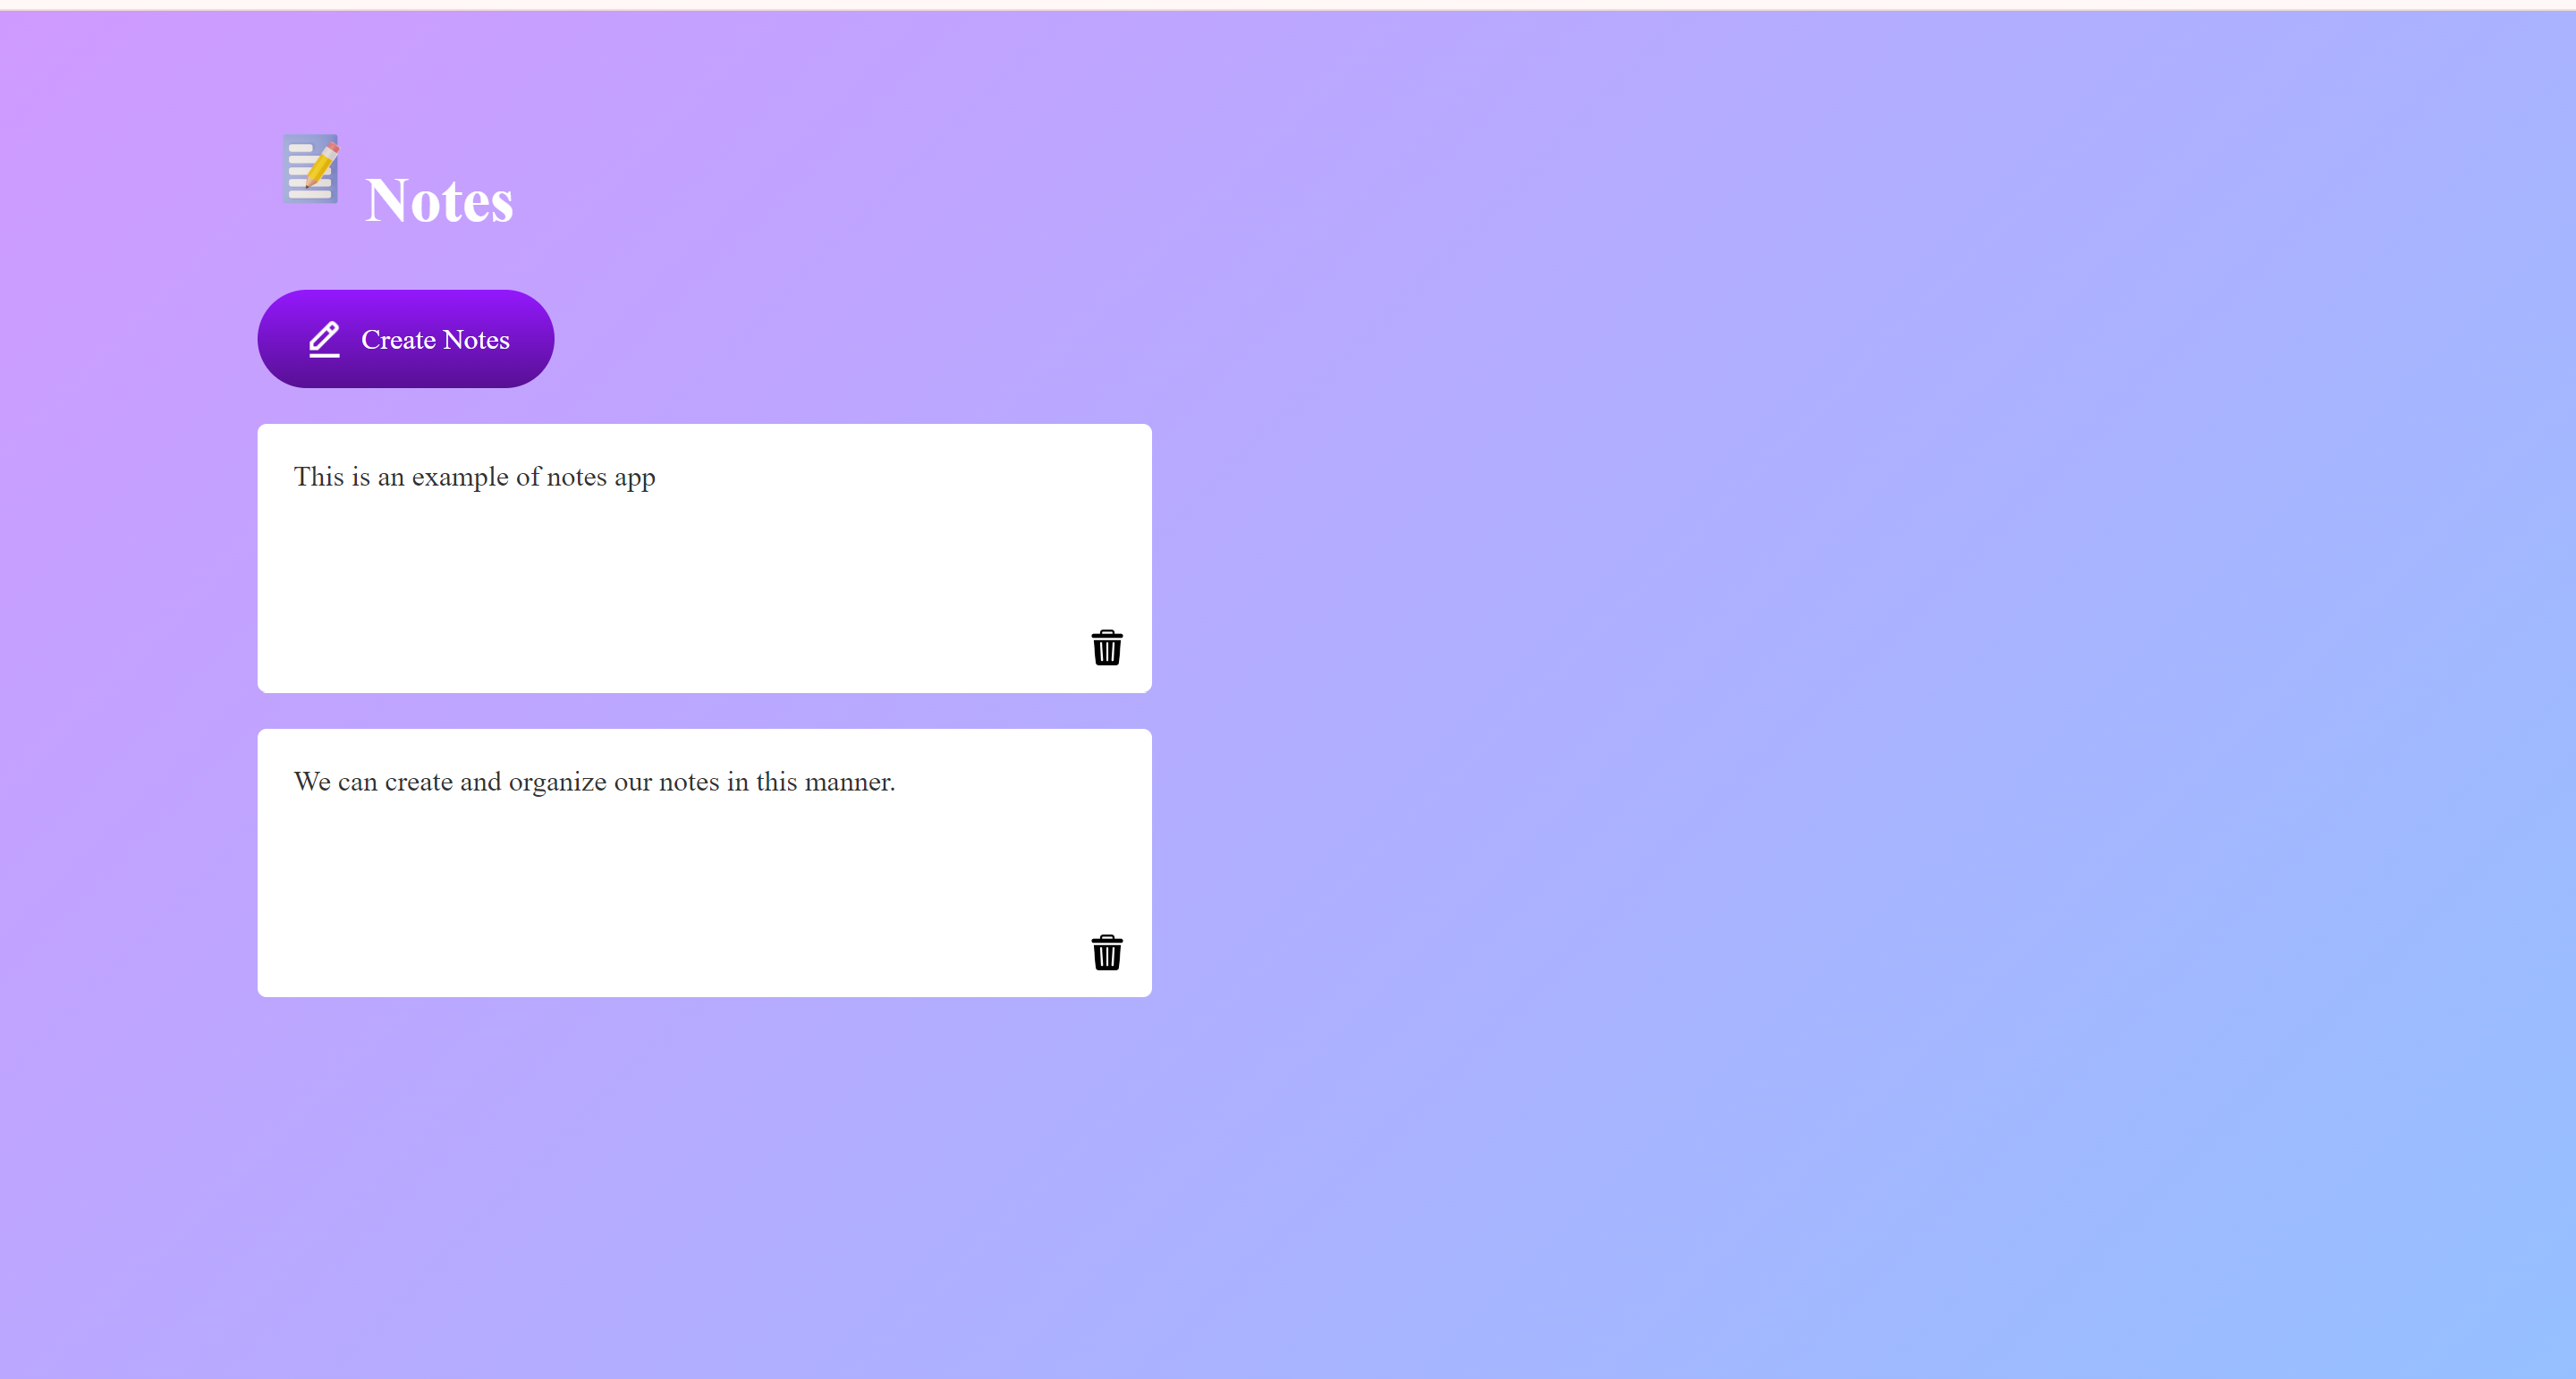 Notes
Create Notes
This is an example of notes app
We can create and organize our notes in this manner.